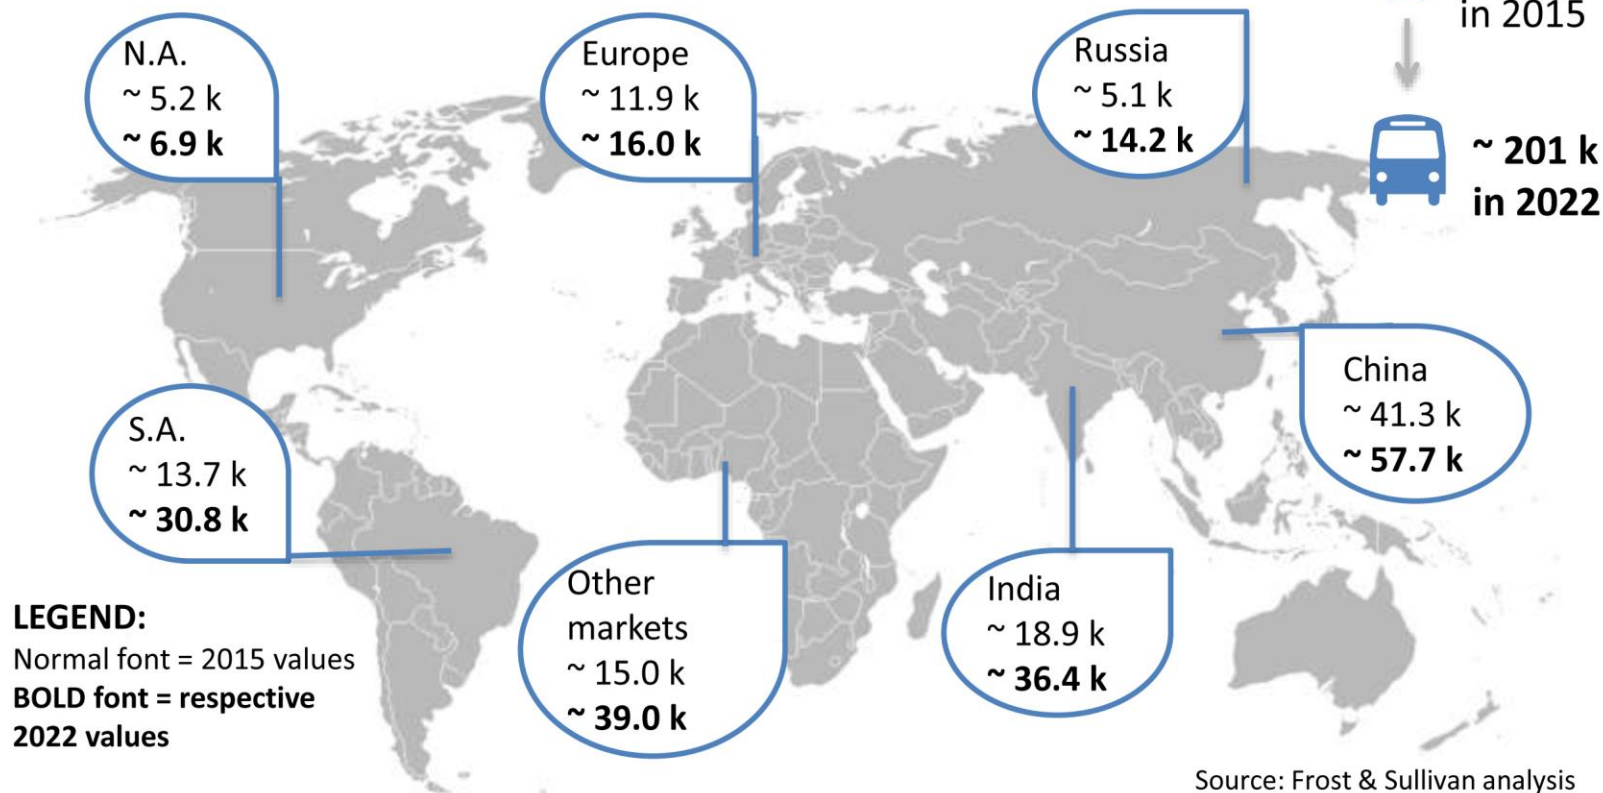 in 2015
N.A.
~ 5.2 k
~ 6.9 k
Europe
~ 11.9 k
~ 16.0 k
Russia
~ 5.1 k
~ 14.2 k
~ 201 k
in 2022
China
~ 41.3 k
~ 57.7 k
S.A.
~ 13.7 k
~ 30.8 k
Other
markets
~ 15.0 k
~ 39.0 k
India
~ 18.9 k
~ 36.4 k
LEGEND:
Normal font = 2015 values
BOLD font = respective
2022 values
Source: Frost & Sullivan analysis